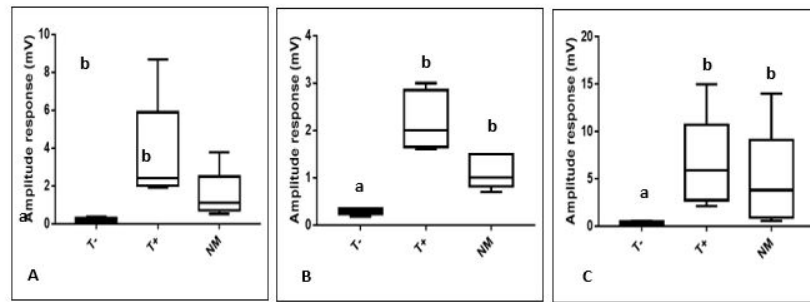 Amplitude response (mV)
10
8
6
4
2
0
b
b
a
T-
T+
NM
A
Amplitude response (mV)
4
3
2
1
0
b
b
a
T-
T+
NM
B
Amplitude response (mV)
20
15
10
5
0
b
b
a
T-
T+
NM
C